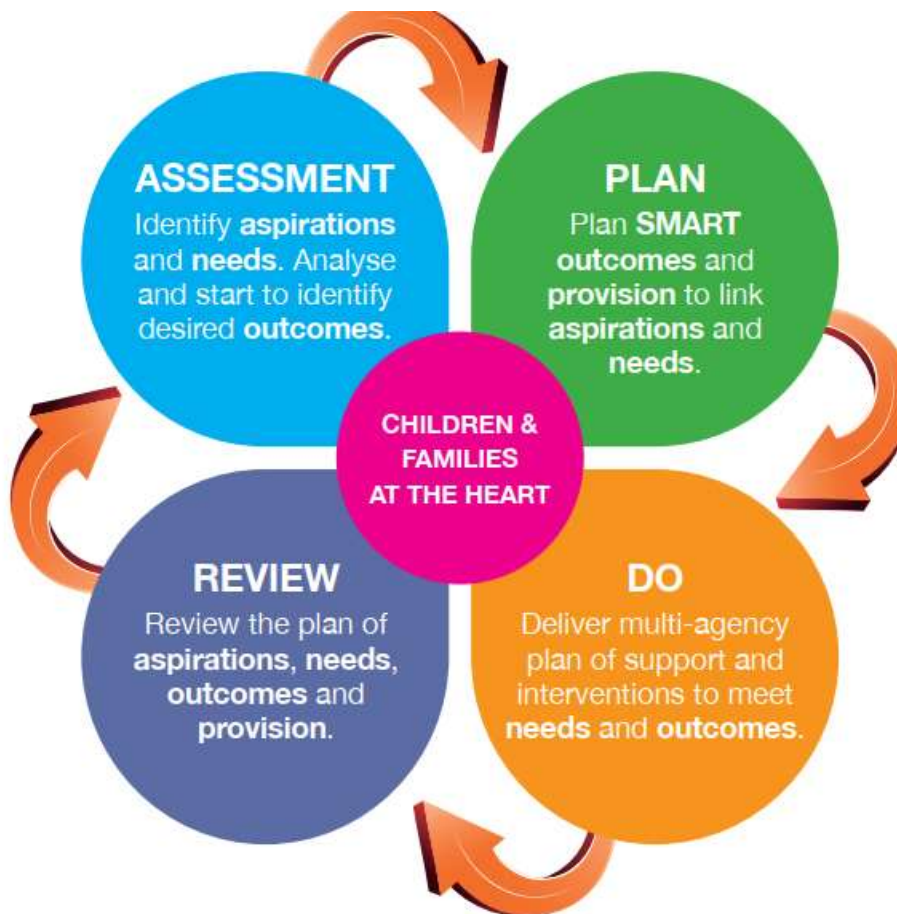 ASSESSMENT
Identify aspirations
and needs. Analyse
and start to identify
desired outcomes.
PLAN
Plan SMART
outcomes and
provision to link
aspirations and
needs.
CHILDREN &
FAMILIES
AT THE HEART
REVIEW
Review the plan of
aspirations, needs,
outcomes and
provision.
DO
Deliver multi-agency
plan of support and
interventions to meet
needs and outcomes.